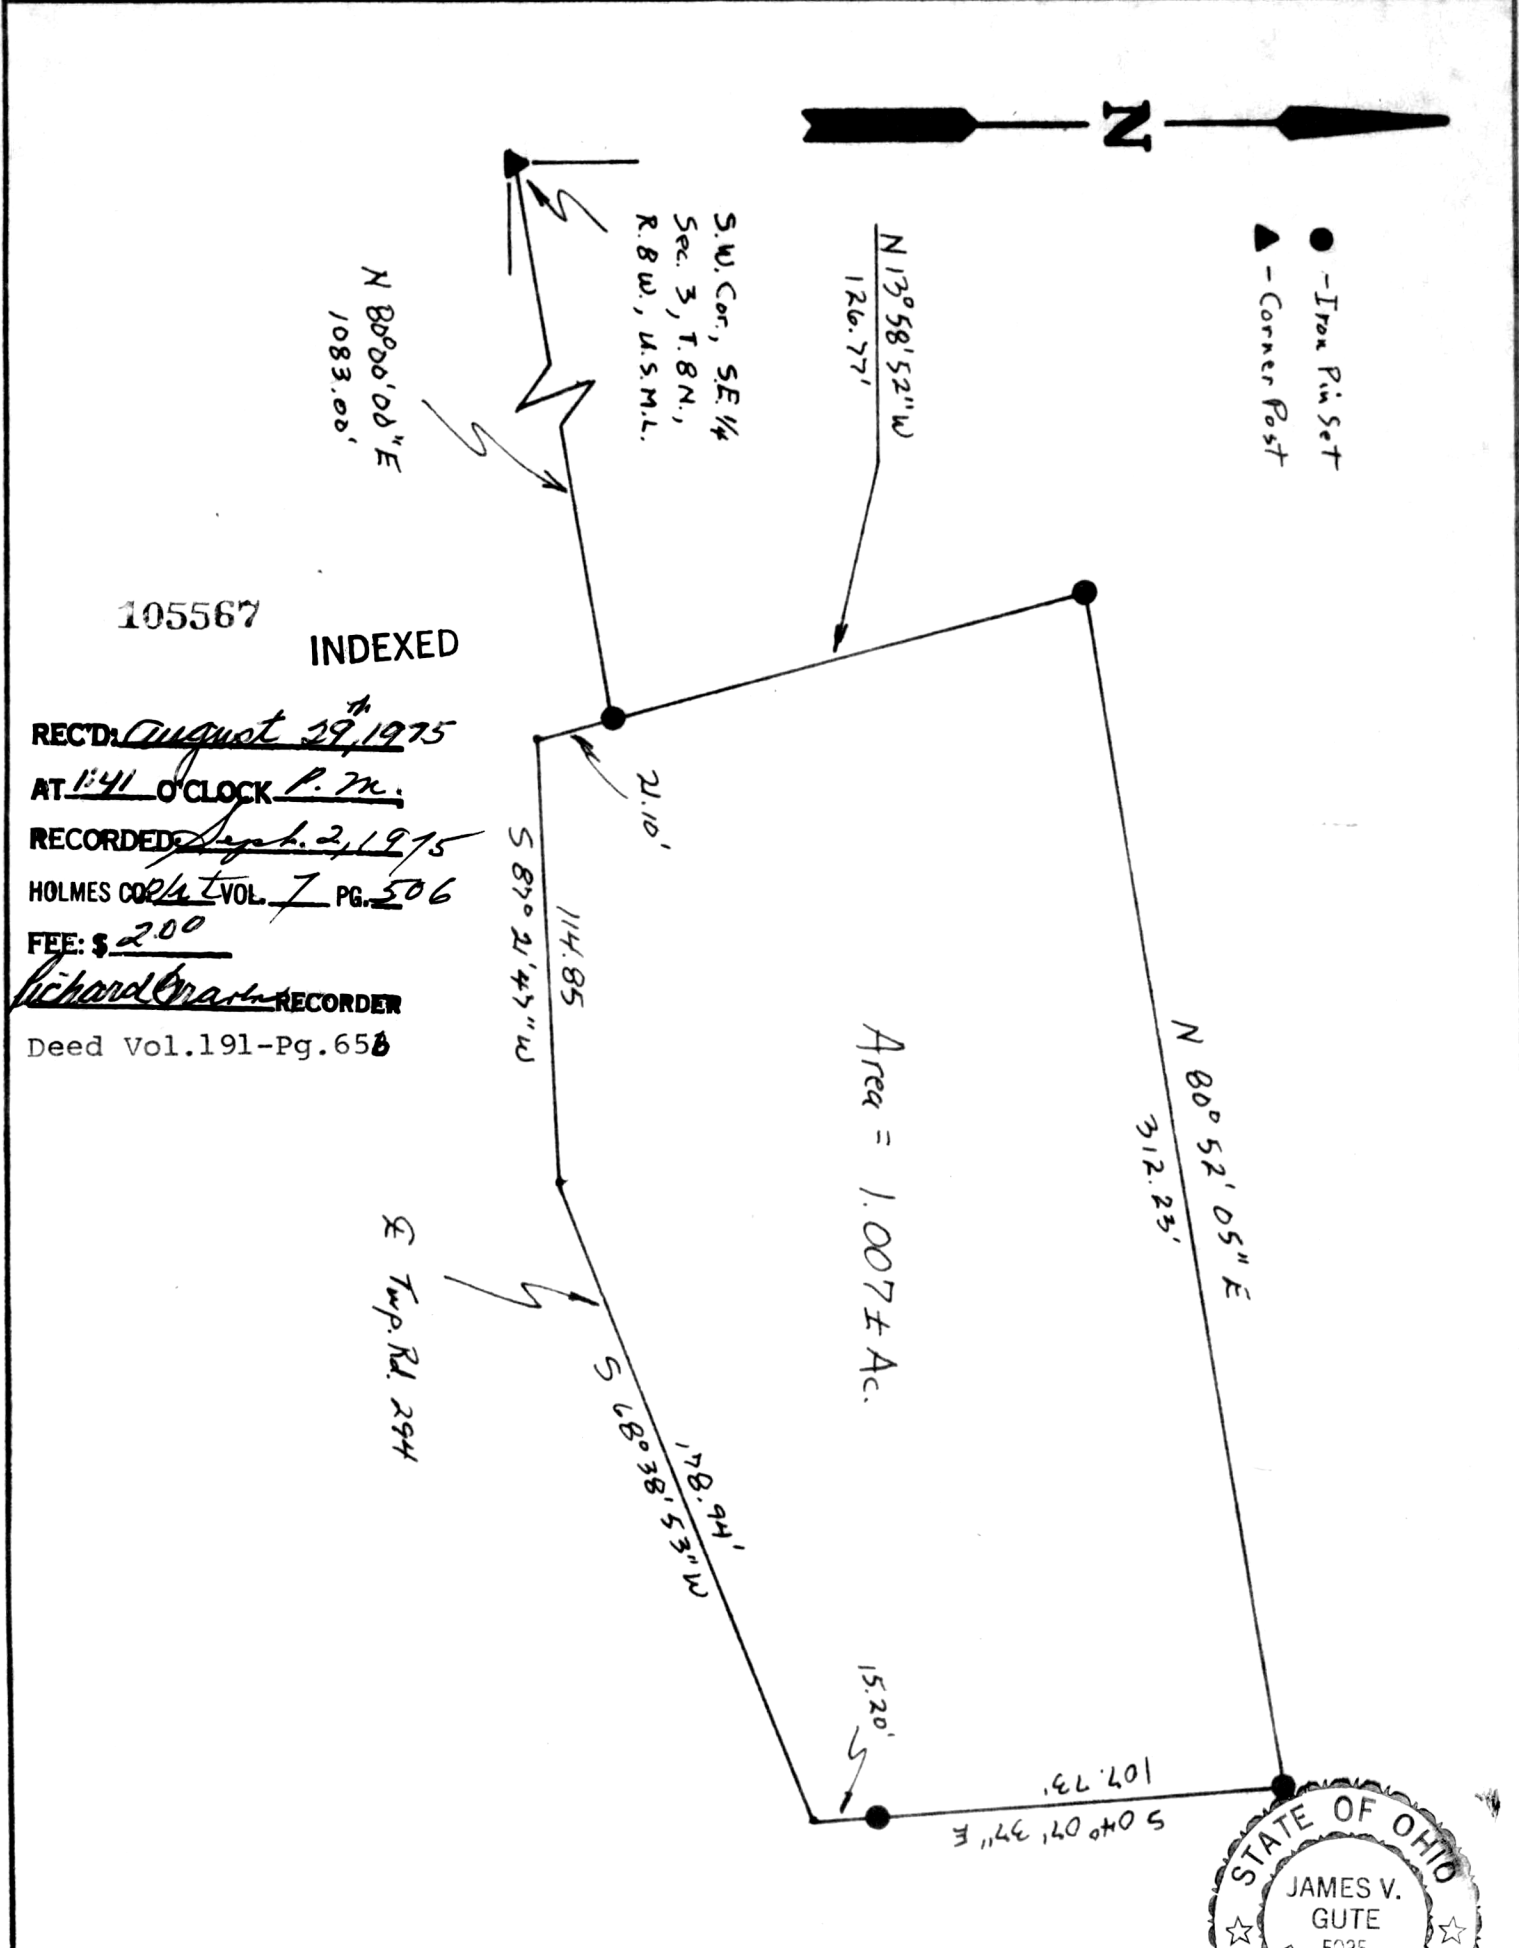 N
● -Iron Pin Set
▲ -Corner Post
S.W. Cor., S.E. 1/4
Sec. 3, T. 8 N.,
R. 8 W., U.S.M.L.
N 13° 58' 52" W
126.77'
N 80° 00' 00" E
1083.00'
21.10'
114.85
S 87° 21' 47" W
N 80° 52' 05" E
312.23'
Area = 1.007 ± Ac.
℄ Twp. Rd. 294
178.94'
S 68° 38' 53" W
15.20'
107.73'
S 04° 07' 37" E
105567
INDEXED
REC'D: August 29th, 1975
AT 1:41 O'CLOCK P. M.
RECORDED Sept. 2, 1975
HOLMES CO. Plat VOL. 7 PG. 506
FEE: $ 2.00
Richard RECORDER
Deed Vol.191-Pg.65
STATE OF OHIO
JAMES V.
GUTE